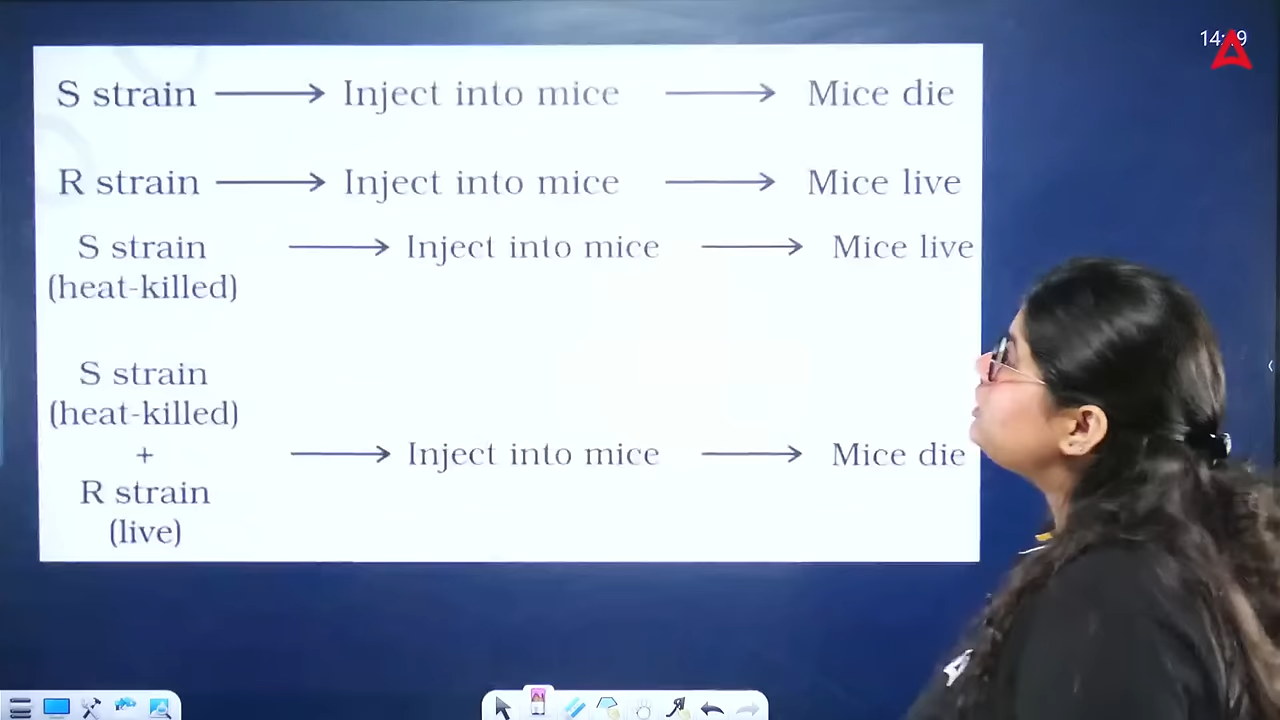 S strain → Inject into mice → Mice die
R strain → Inject into mice → Mice live
S strain → Inject into mice → Mice live
(heat-killed)
S strain
(heat-killed)
+ → Inject into mice → Mice die
R strain
(live)